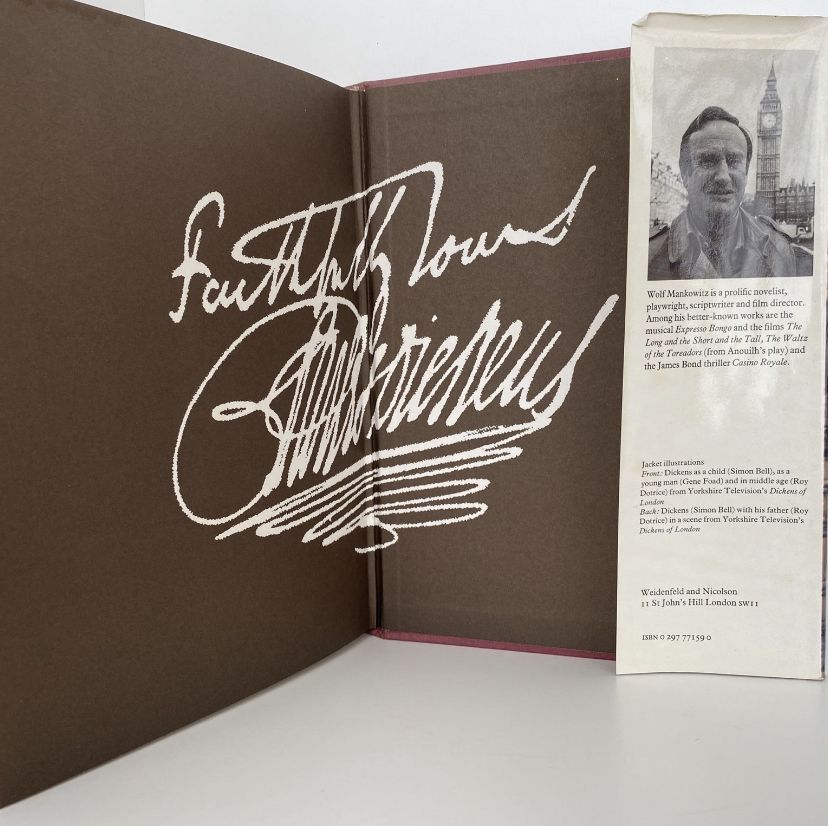 faithfully yours
Charles Dickens
Wolf Mankowitz is a prolific novelist,
playwright, scriptwriter and film director.
Among his better-known works are the
musical Expresso Bongo and the films The
Long and the Short and the Tall, The Waltz
of the Toreadors (from Anouilh's play) and
the James Bond thriller Casino Royale.
Jacket illustrations
Front: Dickens as a child (Simon Bell), as a
young man (Gene Foad) and in middle age (Roy
Dotrice) from Yorkshire Television's Dickens of
London
Back: Dickens (Simon Bell) with his father (Roy
Dotrice) in a scene from Yorkshire Television's
Dickens of London
Weidenfeld and Nicolson
11 St John's Hill London SW11
ISBN 0 297 77159 0